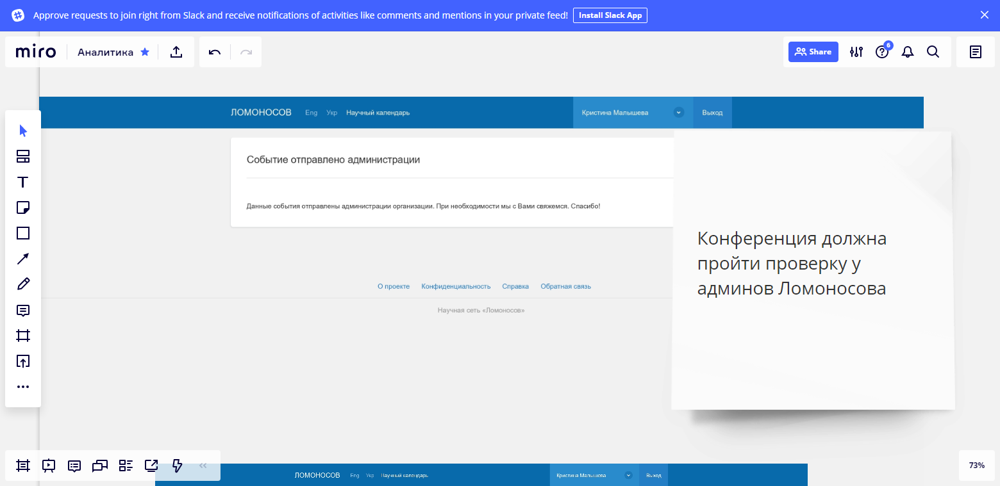 Approve requests to join right from Slack and receive notifications of activities like comments and mentions in your private feed! Install Slack App
miro Аналитика
Share 6
ЛОМОНОСОВ Eng Укр Научный календарь Кристина Малышева Выход
Событие отправлено администрации
Данные события отправлены администрации организации. При необходимости мы с Вами свяжемся. Спасибо!
Конференция должна
пройти проверку у
админов Ломоносова
О проекте Конфиденциальность Справка Обратная связь
Научная сеть «Ломоносов»
73%
ЛОМОНОСОВ Eng Укр Научный календарь Кристина Малышева Выход